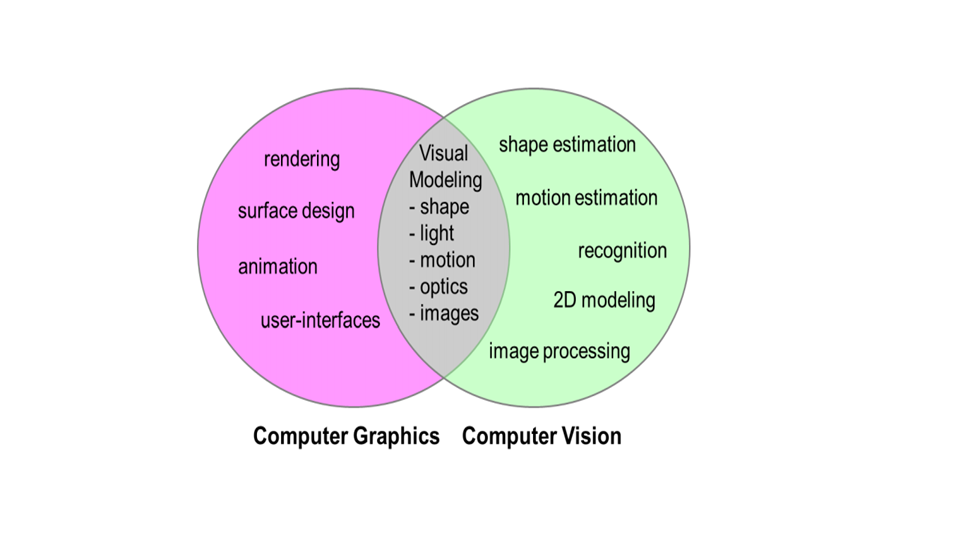 rendering
surface design
animation
user-interfaces
Visual
Modeling
- shape
- light
- motion
- optics
- images
shape estimation
motion estimation
recognition
2D modeling
image processing
Computer Graphics
Computer Vision